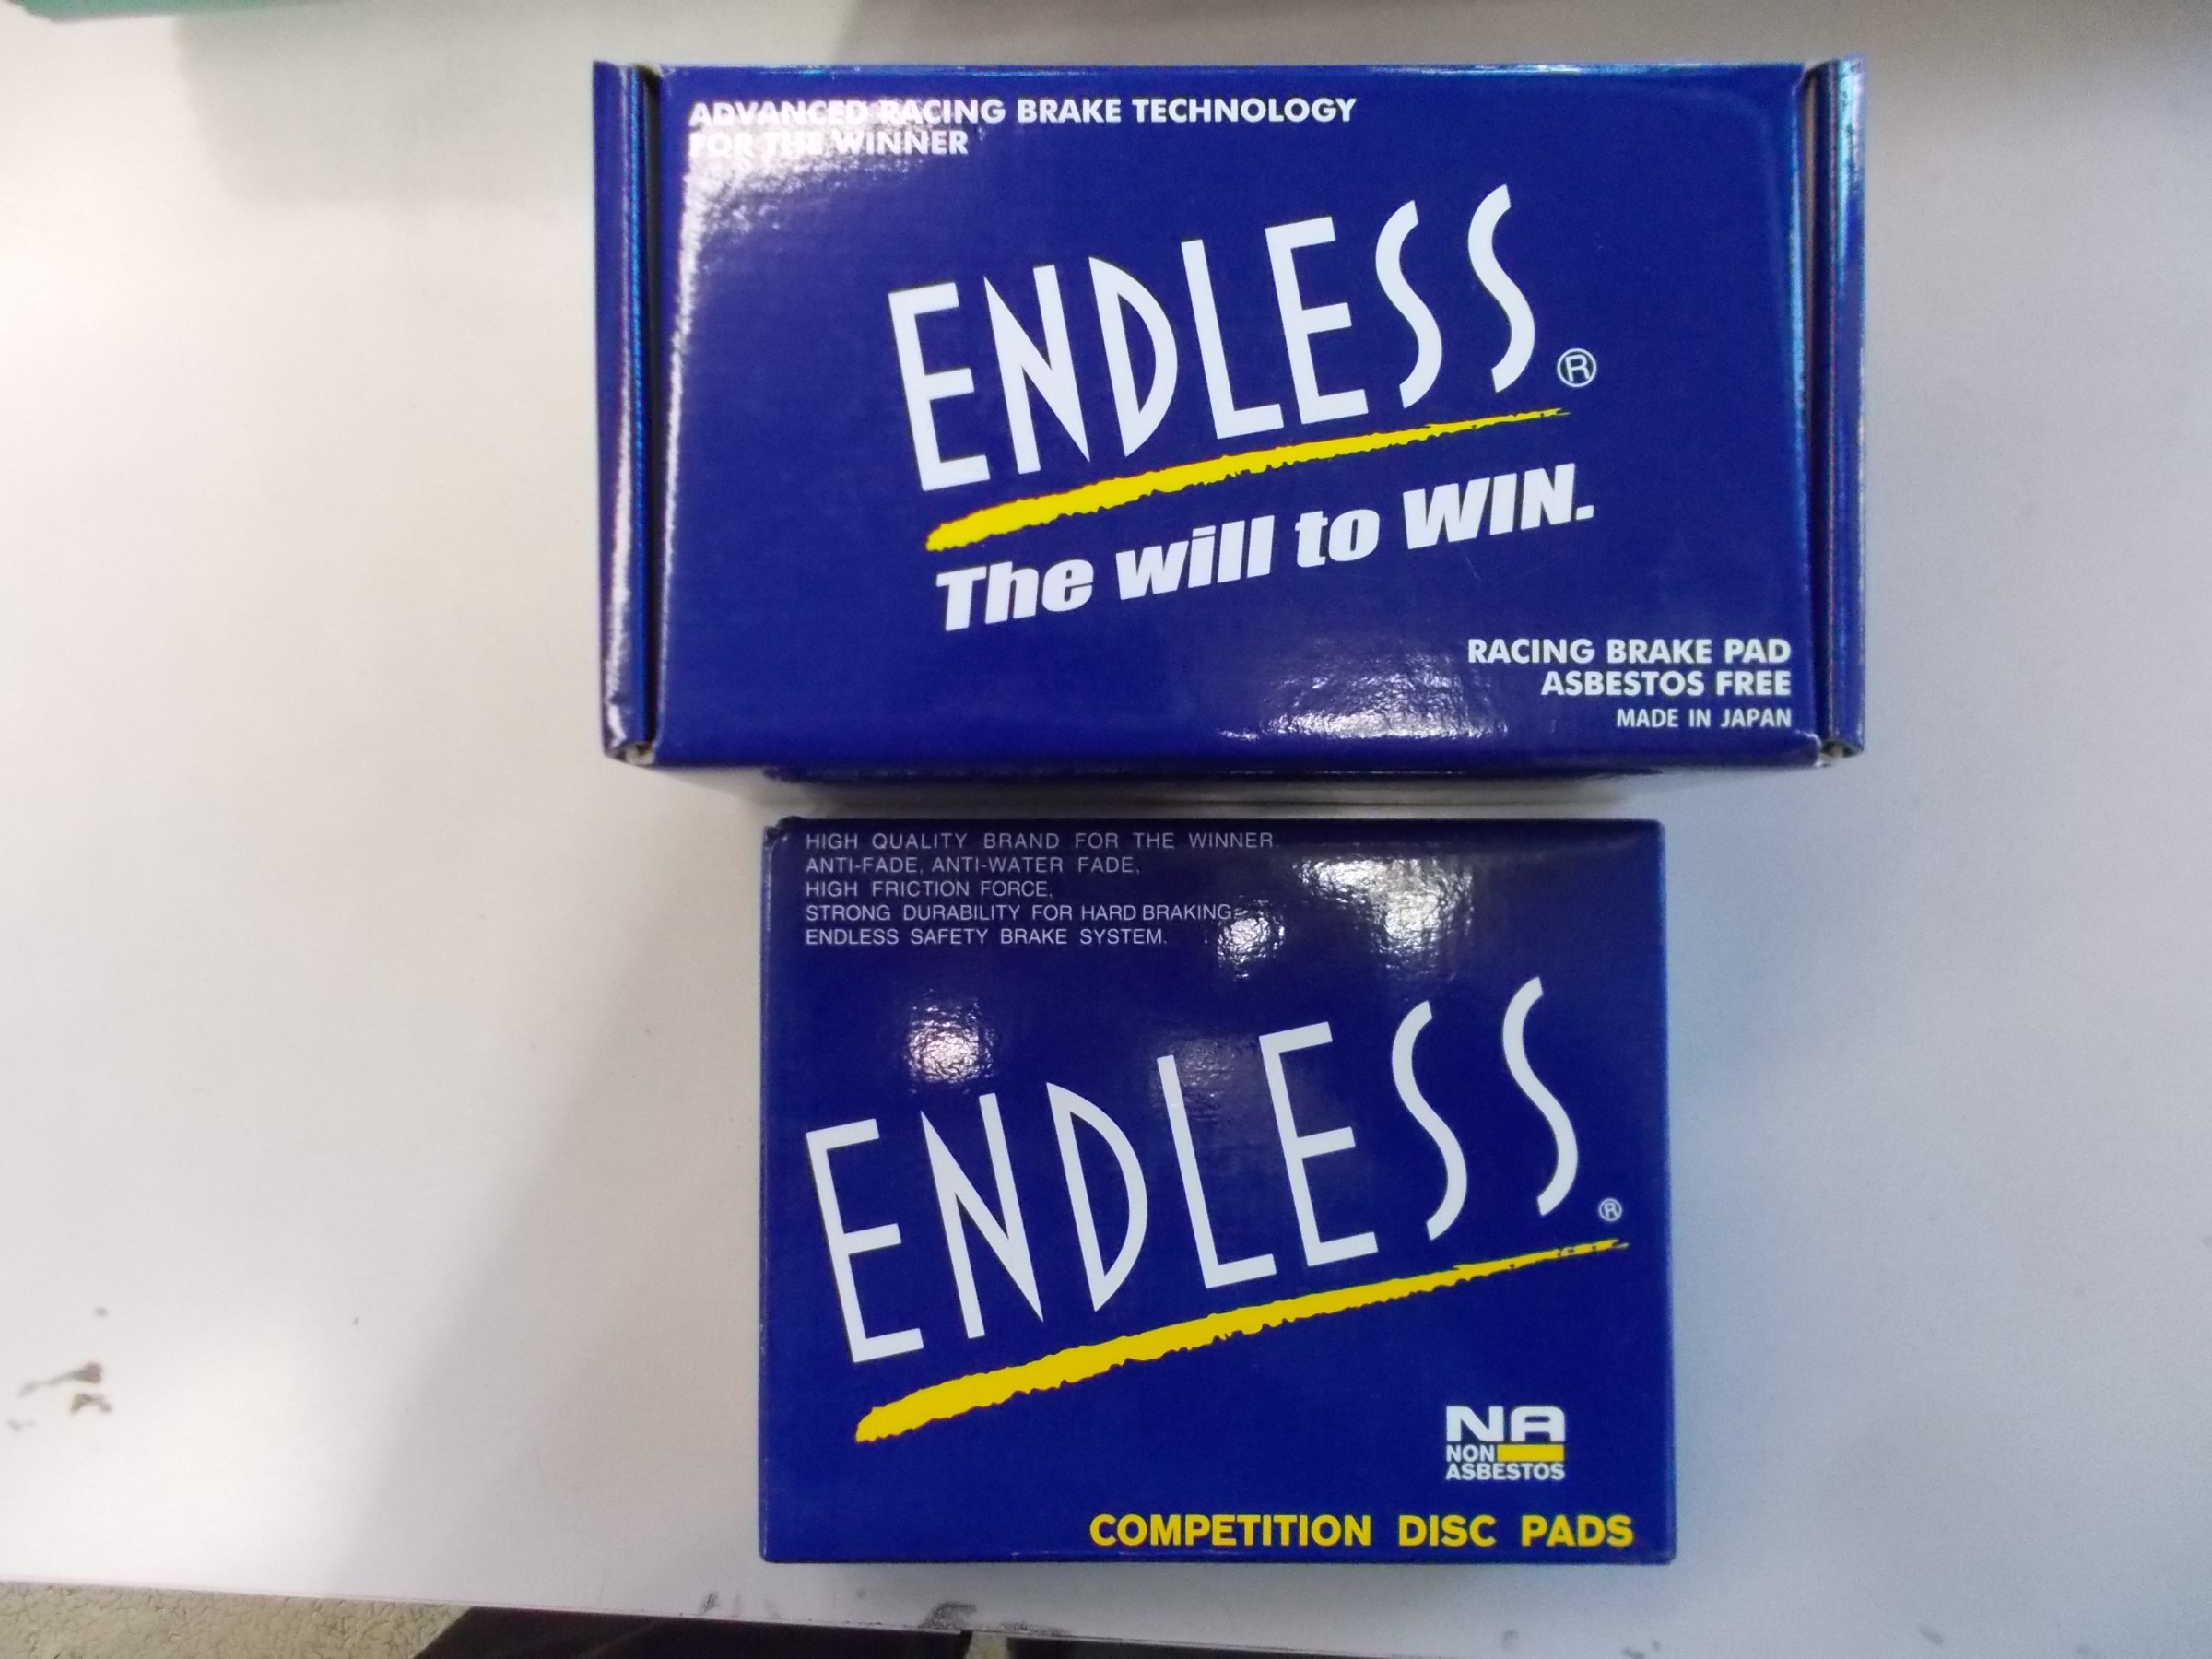 ADVANCED RACING BRAKE TECHNOLOGY
FOR THE WINNER
ENDLESS®
The will to WIN.
RACING BRAKE PAD
ASBESTOS FREE
MADE IN JAPAN
HIGH QUALITY BRAND FOR THE WINNER.
ANTI-FADE, ANTI-WATER FADE,
HIGH FRICTION FORCE,
STRONG DURABILITY FOR HARD BRAKING,
ENDLESS SAFETY BRAKE SYSTEM.
ENDLESS®
NA
NON
ASBESTOS
COMPETITION DISC PADS